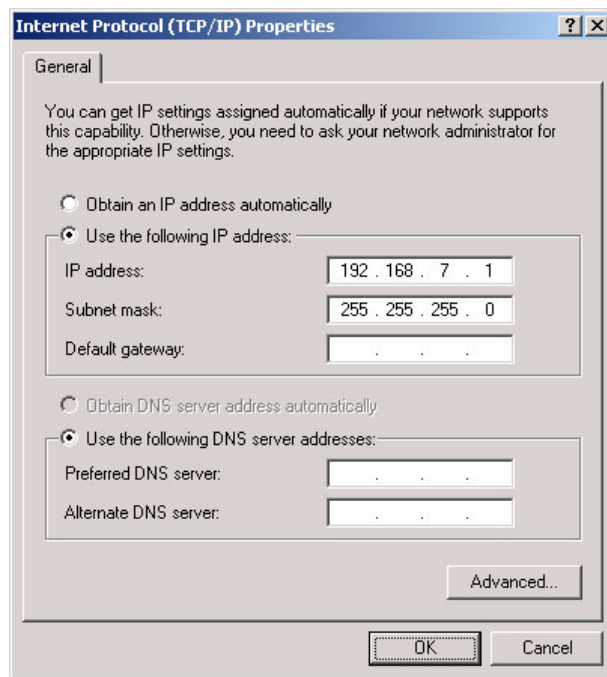 Internet Protocol (TCP/IP) Properties
General
You can get IP settings assigned automatically if your network supports
this capability. Otherwise, you need to ask your network administrator for
the appropriate IP settings.
Obtain an IP address automatically
Use the following IP address:
IP address: 192 . 168 . 7 . 1
Subnet mask: 255 . 255 . 255 . 0
Default gateway: . . .
Obtain DNS server address automatically
Use the following DNS server addresses:
Preferred DNS server: . . .
Alternate DNS server: . . .
Advanced...
OK Cancel